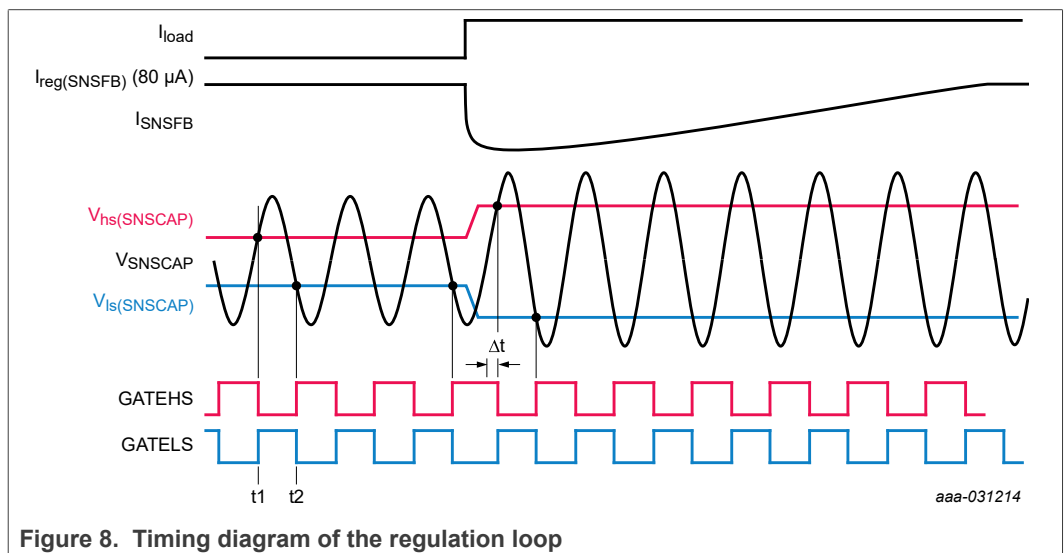 Iload
Ireg(SNSFB) (80 µA)
ISNSFB
Vhs(SNSCAP)
VSNSCAP
Vls(SNSCAP)
Δt
GATEHS
GATELS
t1 t2
aaa-031214
Figure 8. Timing diagram of the regulation loop